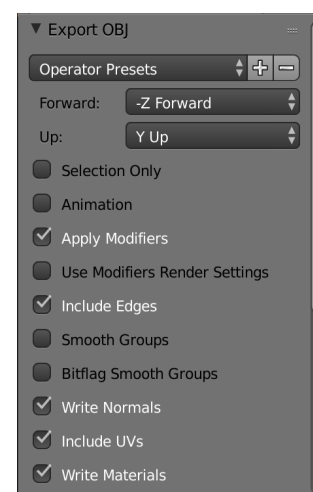 Export OBJ
Operator Presets
Forward: -Z Forward
Up: Y Up
Selection Only
Animation
Apply Modifiers
Use Modifiers Render Settings
Include Edges
Smooth Groups
Bitflag Smooth Groups
Write Normals
Include UVs
Write Materials